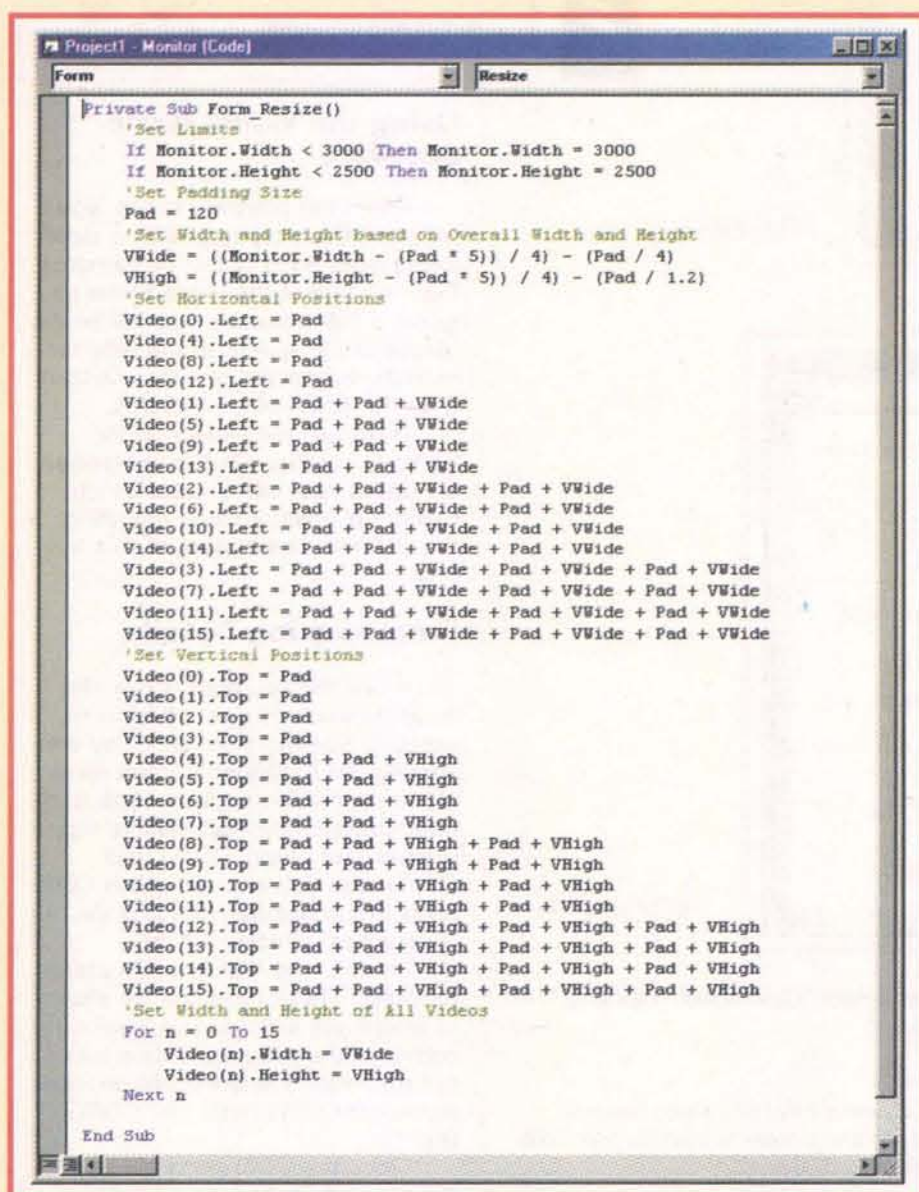 Project1 - Monitor (Code)
Form Resize
Private Sub Form_Resize()
'Set Limits
If Monitor.Width < 3000 Then Monitor.Width = 3000
If Monitor.Height < 2500 Then Monitor.Height = 2500
'Set Padding Size
Pad = 120
'Set Width and Height based on Overall Width and Height
VWide = ((Monitor.Width - (Pad * 5)) / 4) - (Pad / 4)
VHigh = ((Monitor.Height - (Pad * 5)) / 4) - (Pad / 1.2)
'Set Horizontal Positions
Video(0).Left = Pad
Video(4).Left = Pad
Video(8).Left = Pad
Video(12).Left = Pad
Video(1).Left = Pad + Pad + VWide
Video(5).Left = Pad + Pad + VWide
Video(9).Left = Pad + Pad + VWide
Video(13).Left = Pad + Pad + VWide
Video(2).Left = Pad + Pad + VWide + Pad + VWide
Video(6).Left = Pad + Pad + VWide + Pad + VWide
Video(10).Left = Pad + Pad + VWide + Pad + VWide
Video(14).Left = Pad + Pad + VWide + Pad + VWide
Video(3).Left = Pad + Pad + VWide + Pad + VWide + Pad + VWide
Video(7).Left = Pad + Pad + VWide + Pad + VWide + Pad + VWide
Video(11).Left = Pad + Pad + VWide + Pad + VWide + Pad + VWide
Video(15).Left = Pad + Pad + VWide + Pad + VWide + Pad + VWide
'Set Vertical Positions
Video(0).Top = Pad
Video(1).Top = Pad
Video(2).Top = Pad
Video(3).Top = Pad
Video(4).Top = Pad + Pad + VHigh
Video(5).Top = Pad + Pad + VHigh
Video(6).Top = Pad + Pad + VHigh
Video(7).Top = Pad + Pad + VHigh
Video(8).Top = Pad + Pad + VHigh + Pad + VHigh
Video(9).Top = Pad + Pad + VHigh + Pad + VHigh
Video(10).Top = Pad + Pad + VHigh + Pad + VHigh
Video(11).Top = Pad + Pad + VHigh + Pad + VHigh
Video(12).Top = Pad + Pad + VHigh + Pad + VHigh + Pad + VHigh
Video(13).Top = Pad + Pad + VHigh + Pad + VHigh + Pad + VHigh
Video(14).Top = Pad + Pad + VHigh + Pad + VHigh + Pad + VHigh
Video(15).Top = Pad + Pad + VHigh + Pad + VHigh + Pad + VHigh
'Set Width and Height of All Videos
For n = 0 To 15
Video(n).Width = VWide
Video(n).Height = VHigh
Next n
End Sub